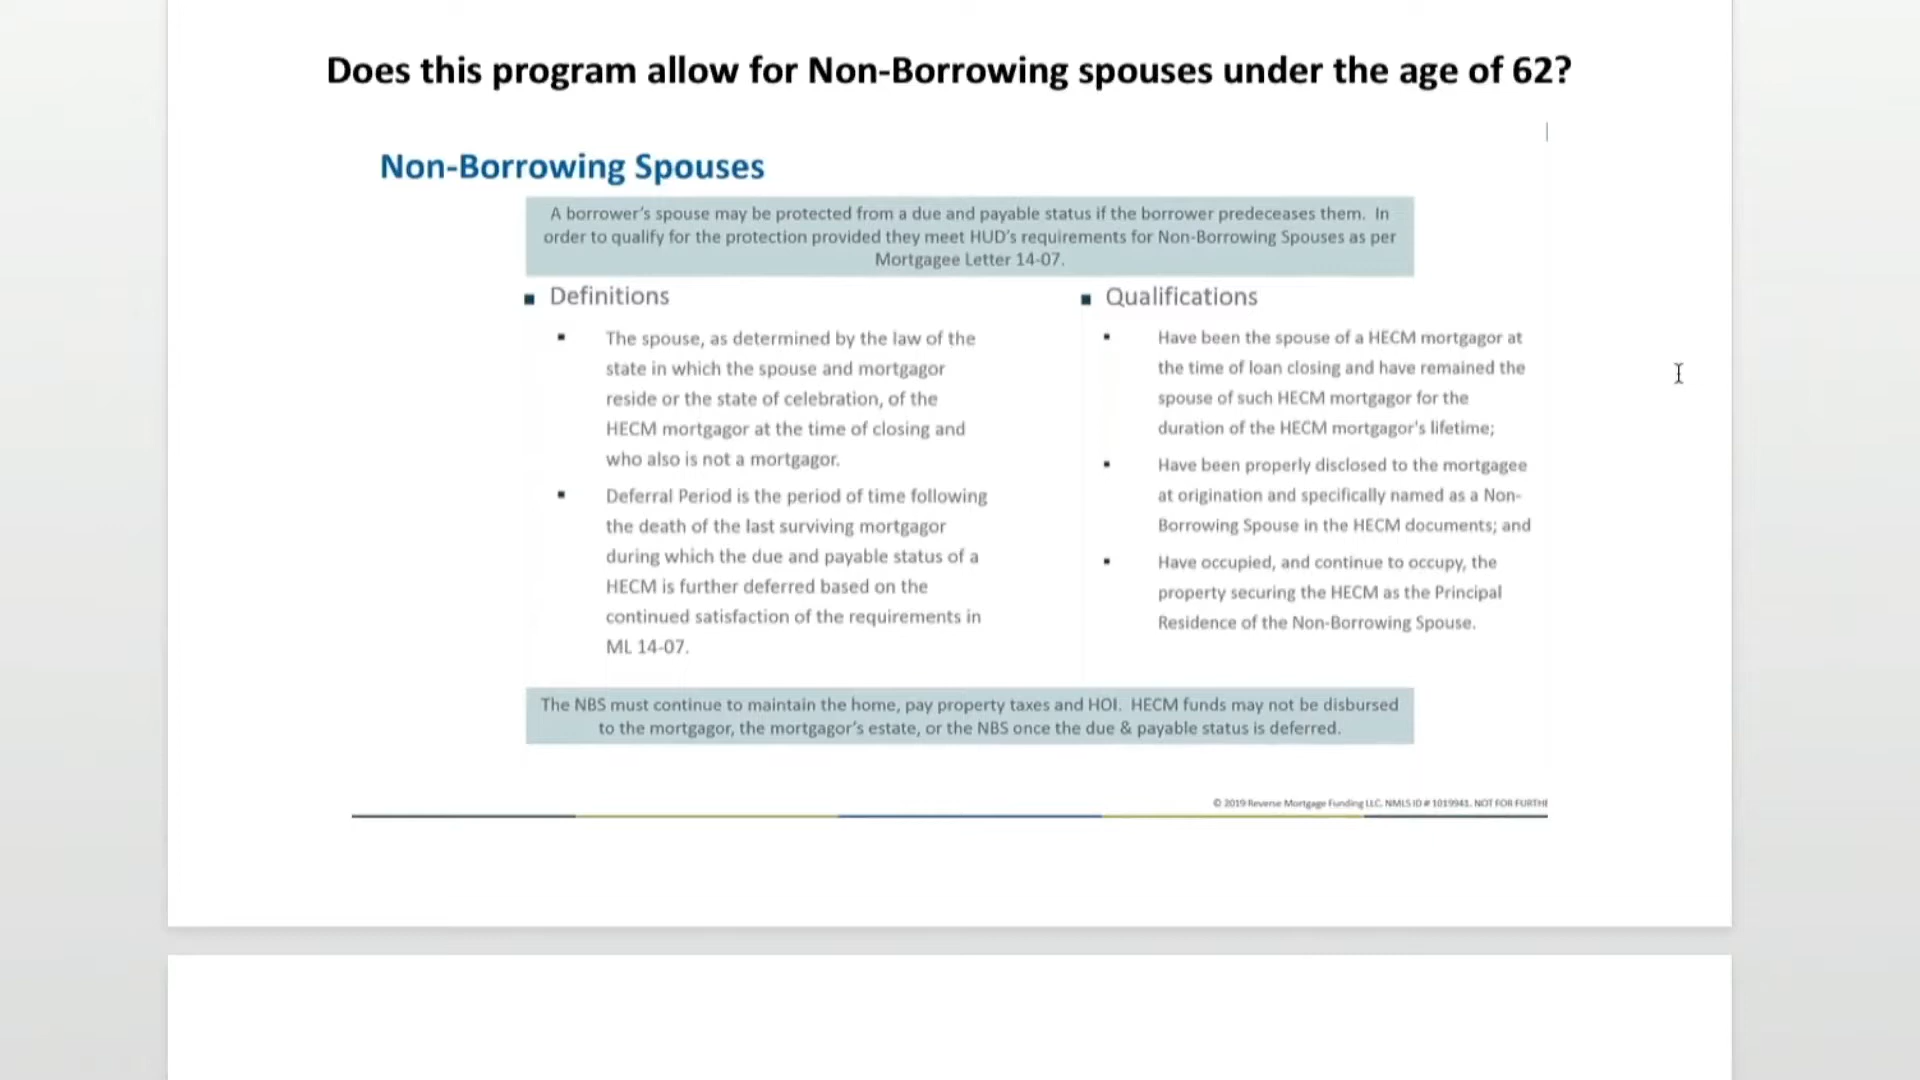 Does this program allow for Non-Borrowing spouses under the age of 62?
Non-Borrowing Spouses
A borrower's spouse may be protected from a due and payable status if the borrower predeceases them. In
order to qualify for the protection provided they meet HUD's requirements for Non-Borrowing Spouses as per
Mortgagee Letter 14-07.
Definitions
The spouse, as determined by the law of the
state in which the spouse and mortgagor
reside or the state of celebration, of the
HECM mortgagor at the time of closing and
who also is not a mortgagor.
Deferral Period is the period of time following
the death of the last surviving mortgagor
during which the due and payable status of a
HECM is further deferred based on the
continued satisfaction of the requirements in
ML 14-07.
Qualifications
Have been the spouse of a HECM mortgagor at
the time of loan closing and have remained the
spouse of such HECM mortgagor for the
duration of the HECM mortgagor's lifetime;
Have been properly disclosed to the mortgagee
at origination and specifically named as a Non-
Borrowing Spouse in the HECM documents; and
Have occupied, and continue to occupy, the
property securing the HECM as the Principal
Residence of the Non-Borrowing Spouse.
The NBS must continue to maintain the home, pay property taxes and HOI. HECM funds may not be disbursed
to the mortgagor, the mortgagor's estate, or the NBS once the due & payable status is deferred.
© 2019 Reverse Mortgage Funding LLC. NMLS ID # 1019941. NOT FOR FURTHE